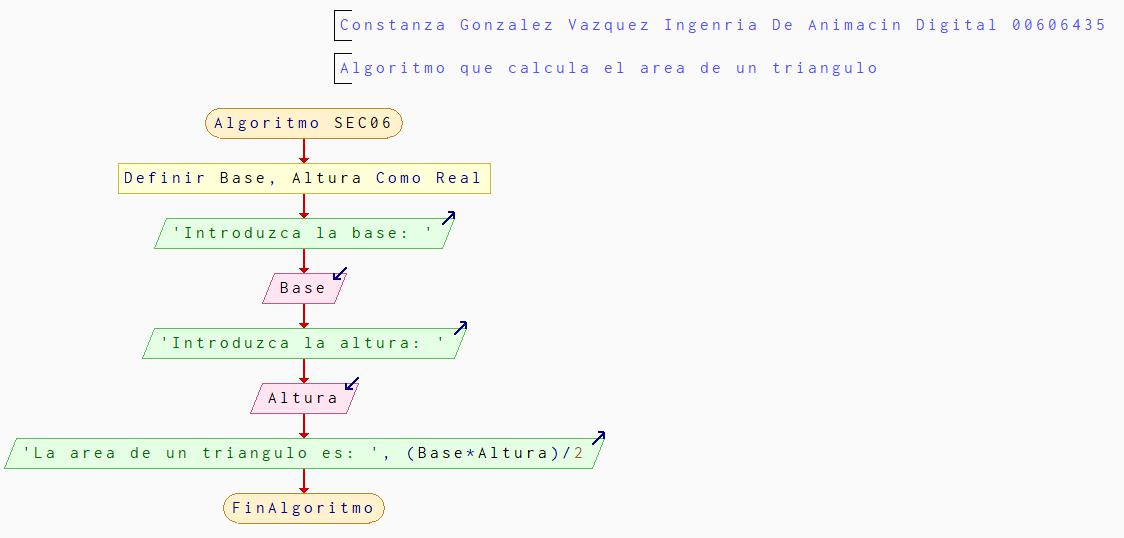 Constanza Gonzalez Vazquez Ingenria De Animacin Digital 00606435
Algoritmo que calcula el area de un triangulo
Algoritmo SEC06
Definir Base, Altura Como Real
'Introduzca la base: '
Base
'Introduzca la altura: '
Altura
'La area de un triangulo es: ', (Base*Altura)/2
FinAlgoritmo